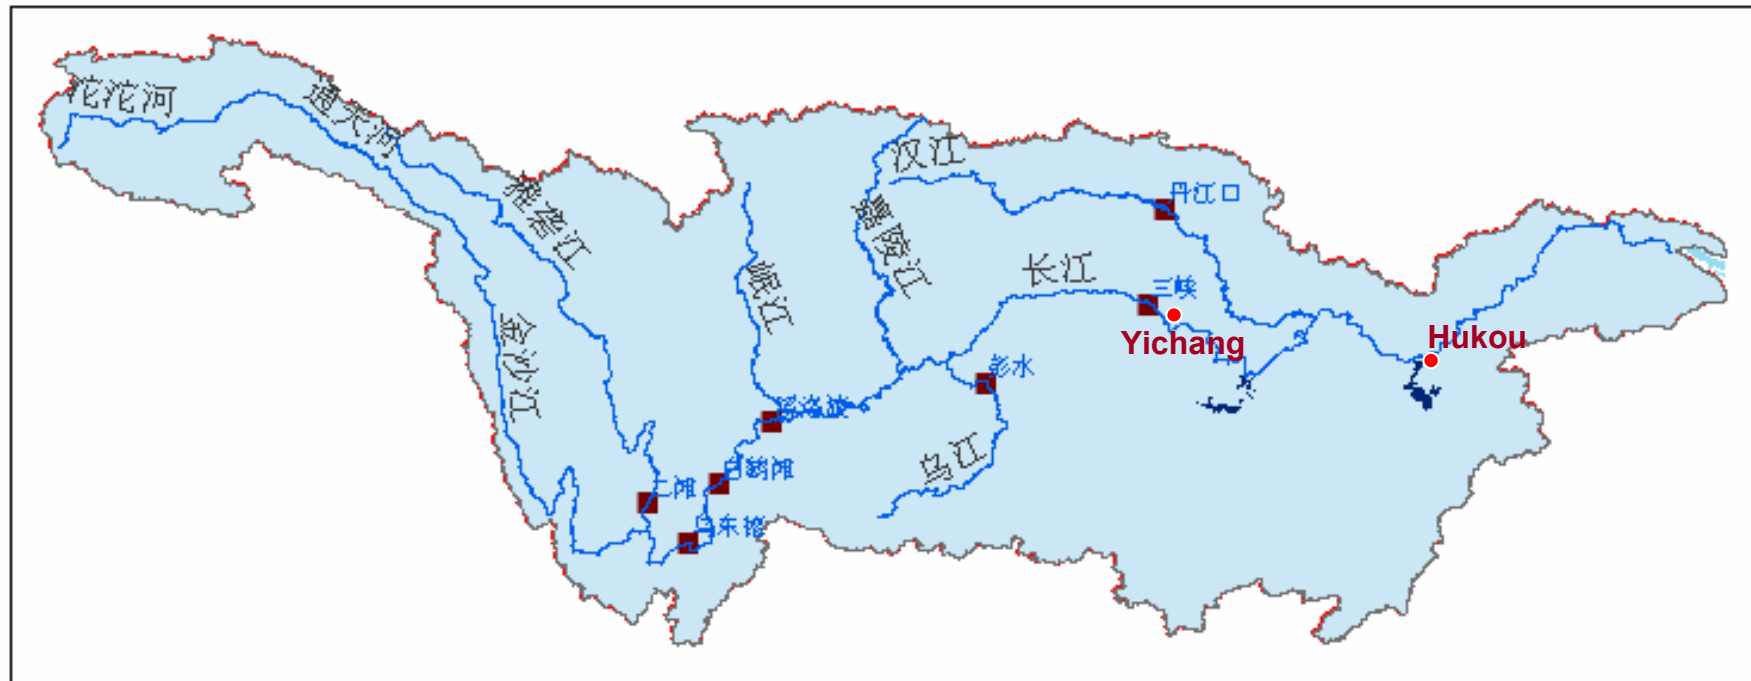 沱沱河
通天河
汉江
雅砻江
丹江口
嘉陵江
长江
岷江
三峡
金沙江
Yichang
Hukou
彭水
溪洛渡
乌江
白鹤滩
二滩
乌东德